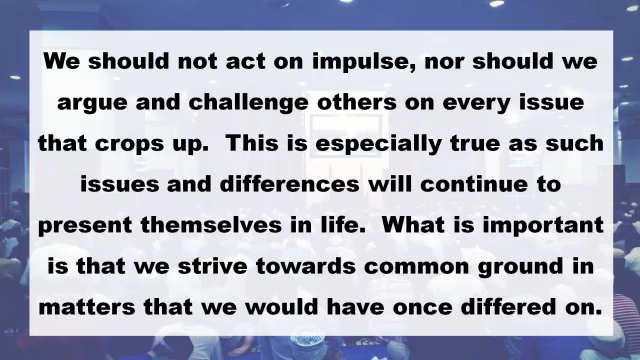 We should not act on impulse, nor should we
argue and challenge others on every issue
that crops up.  This is especially true as such
issues and differences will continue to
present themselves in life.  What is important
is that we strive towards common ground in
matters that we would have once differed on.